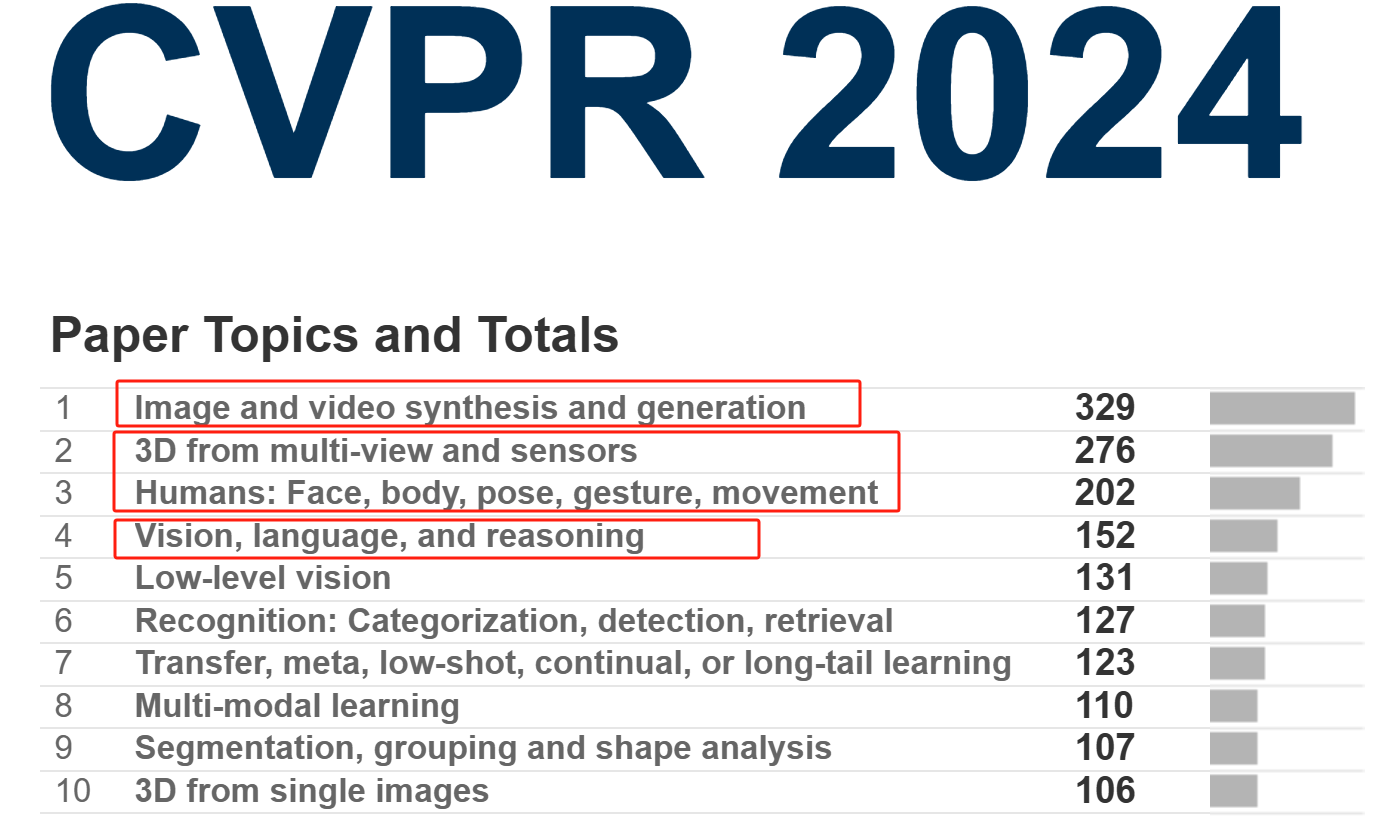 CVPR 2024
Paper Topics and Totals
1 Image and video synthesis and generation 329
2 3D from multi-view and sensors 276
3 Humans: Face, body, pose, gesture, movement 202
4 Vision, language, and reasoning 152
5 Low-level vision 131
6 Recognition: Categorization, detection, retrieval 127
7 Transfer, meta, low-shot, continual, or long-tail learning 123
8 Multi-modal learning 110
9 Segmentation, grouping and shape analysis 107
10 3D from single images 106